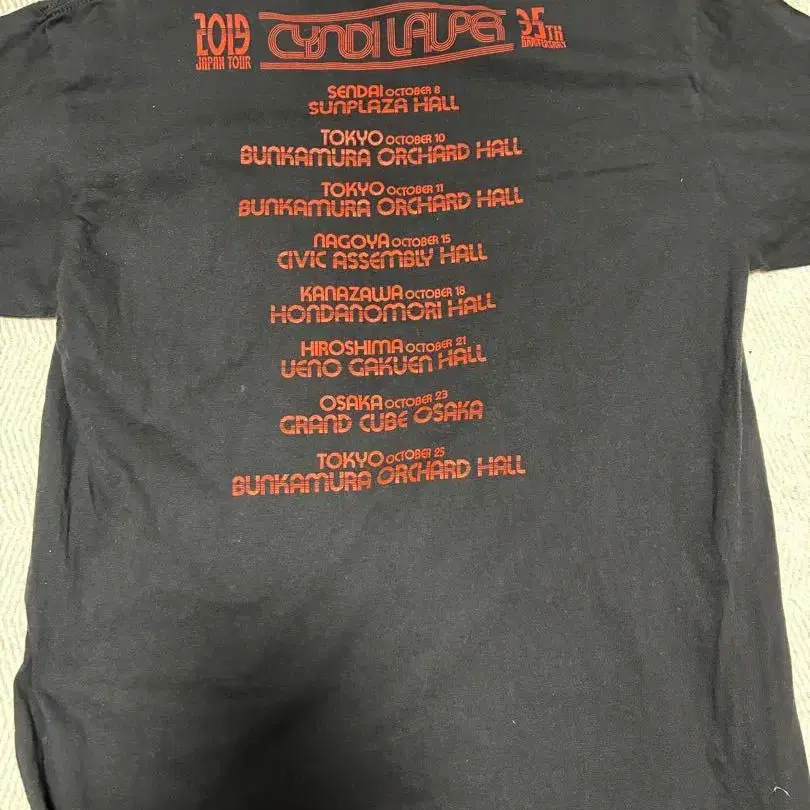 2019
JAPAN TOUR
CYNDI LAUPER
35TH
ANNIVERSARY
SENDAI OCTOBER 8
SUNPLAZA HALL
TOKYO OCTOBER 10
BUNKAMURA ORCHARD HALL
TOKYO OCTOBER 11
BUNKAMURA ORCHARD HALL
NAGOYA OCTOBER 15
CIVIC ASSEMBLY HALL
KANAZAWA OCTOBER 18
HONDANOMORI HALL
HIROSHIMA OCTOBER 21
UENO GAKUEN HALL
OSAKA OCTOBER 23
GRAND CUBE OSAKA
TOKYO OCTOBER 25
BUNKAMURA ORCHARD HALL